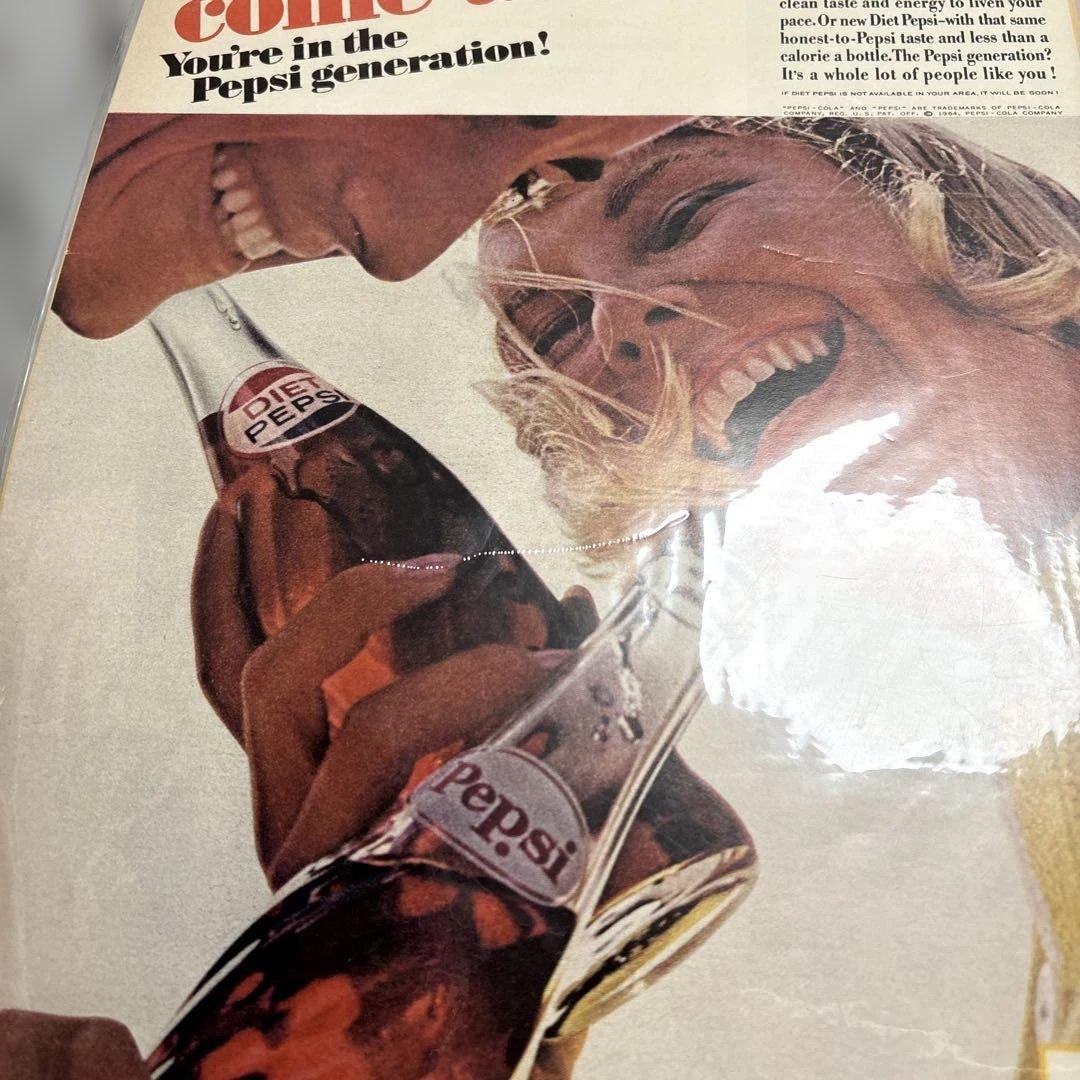 come
You're in the
Pepsi generation!
clean taste and energy to liven your
pace. Or new Diet Pepsi–with that same
honest-to-Pepsi taste and less than a
calorie a bottle. The Pepsi generation?
It's a whole lot of people like you!
IF DIET PEPSI IS NOT AVAILABLE IN YOUR AREA, IT WILL BE SOON!
"PEPSI-COLA" AND "PEPSI" ARE TRADEMARKS OF PEPSI-COLA
COMPANY, REG. U.S. PAT. OFF. © 1964, PEPSI-COLA COMPANY
DIET
PEPSI
Pepsi